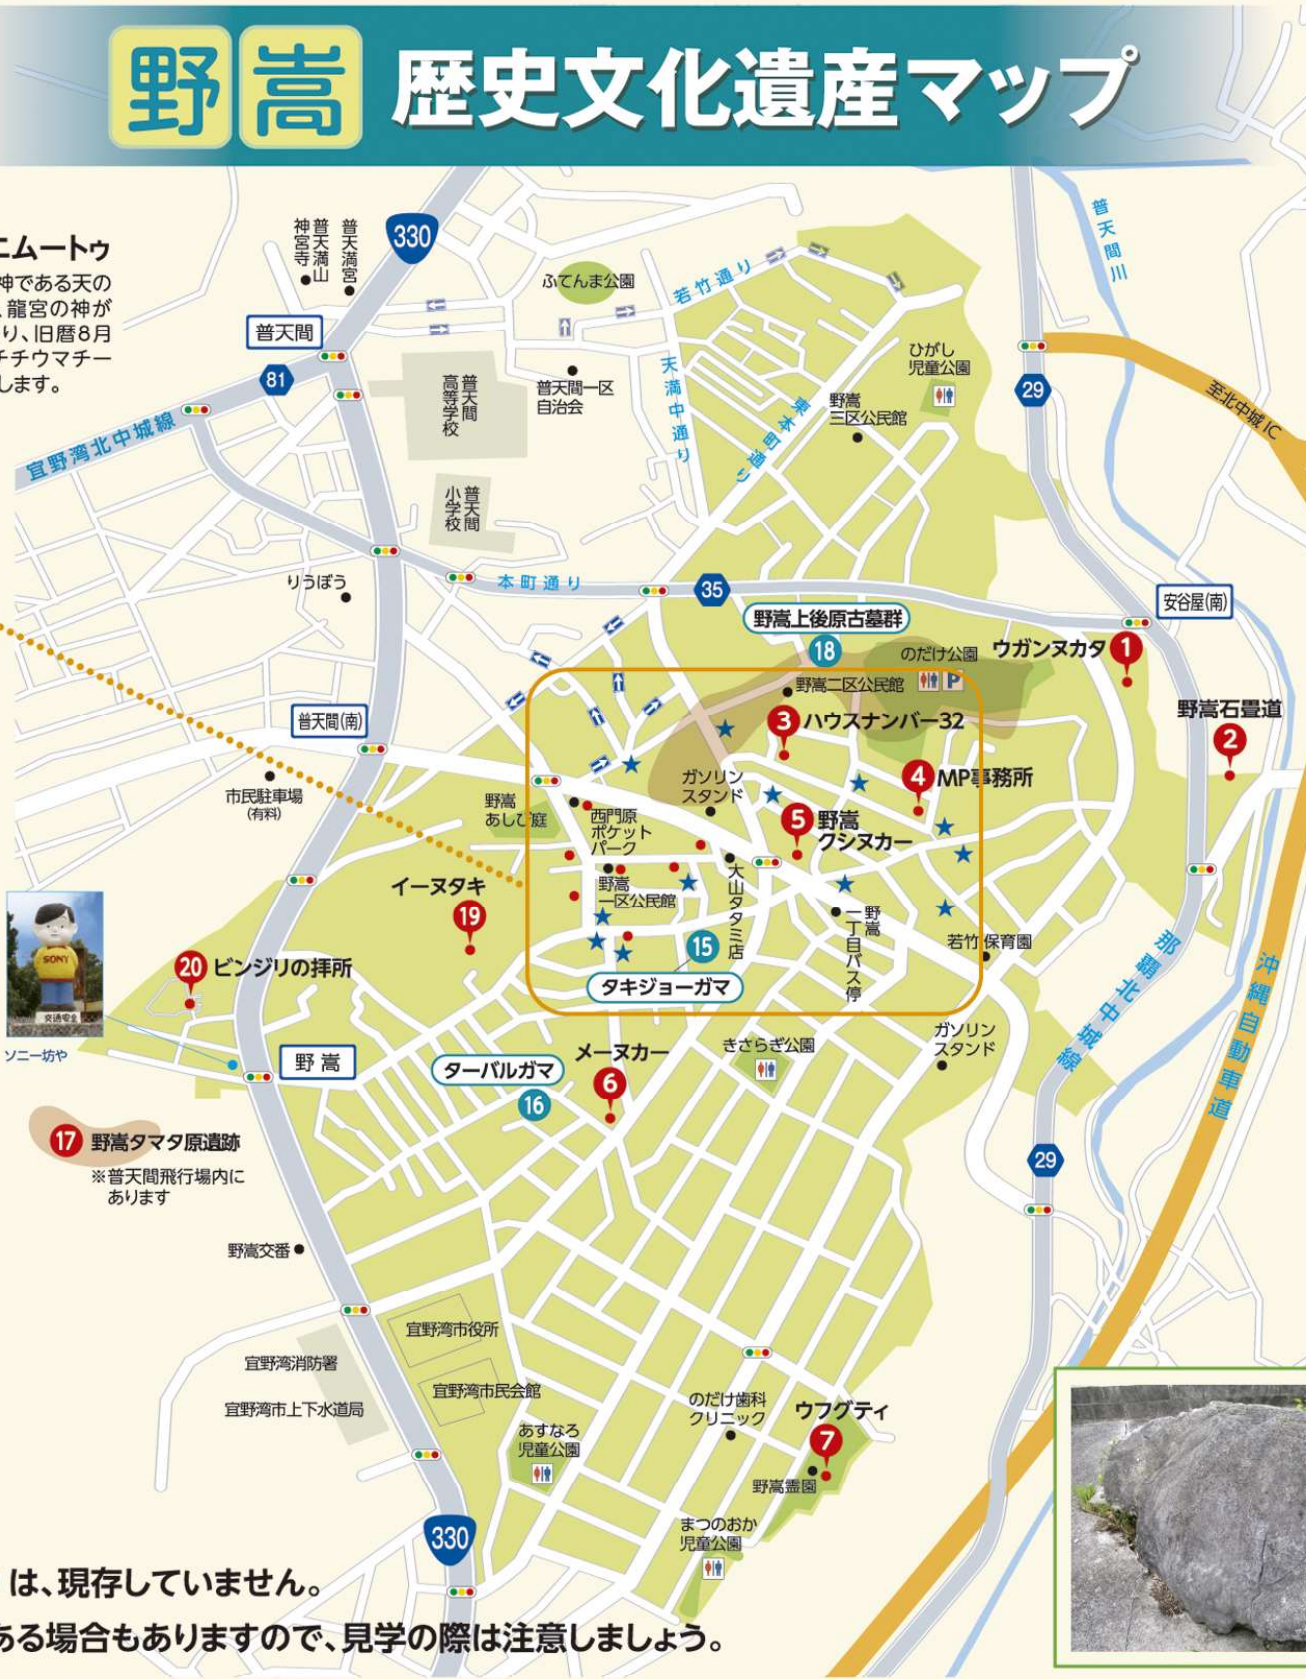 野嵩 歴史文化遺産マップ
ニムートゥ
神である天の
、龍宮の神が
り、旧暦8月
チチウマチー
します。
普天満山
神宮寺
普天満宮
330
普天間
81
宜野湾北中城線
ふてんま公園
若竹通り
普天間川
普天間
高等学校
普天間一区
自治会
天満中通り
東本町通り
ひがし
児童公園
野嵩
三区公民館
29
至北中城IC
普天間
小学校
りうぼう
本町通り
35
安谷屋(南)
野嵩上後原古墓群
18
のだけ公園
P
ウガンヌカタ
1
野嵩二区公民館
野嵩石畳道
2
普天間(南)
3 ハウスナンバー32
4 MP事務所
ガソリン
スタンド
市民駐車場
(有料)
野嵩
あしび庭
西門原
ポケット
パーク
5 野嵩
クシヌカー
大山タタミ店
野嵩
一区公民館
イーヌタキ
19
野嵩
一丁目バス停
若竹保育園
15
タキジョーガマ
20 ビンジリの拝所
SONY
交通安全
ソニー坊や
那覇北中城線
沖縄自動車道
ガソリン
スタンド
きさらぎ公園
メーヌカー
6
ターバルガマ
16
野嵩
17 野嵩タマタ原遺跡
※普天間飛行場内に
あります
29
野嵩交番
宜野湾市役所
宜野湾消防署
宜野湾市民会館
宜野湾市上下水道局
のだけ歯科
クリニック
ウフグティ
7
あすなろ
児童公園
野嵩霊園
まつのおか
児童公園
330
は、現存していません。
ある場合もありますので、見学の際は注意しましょう。